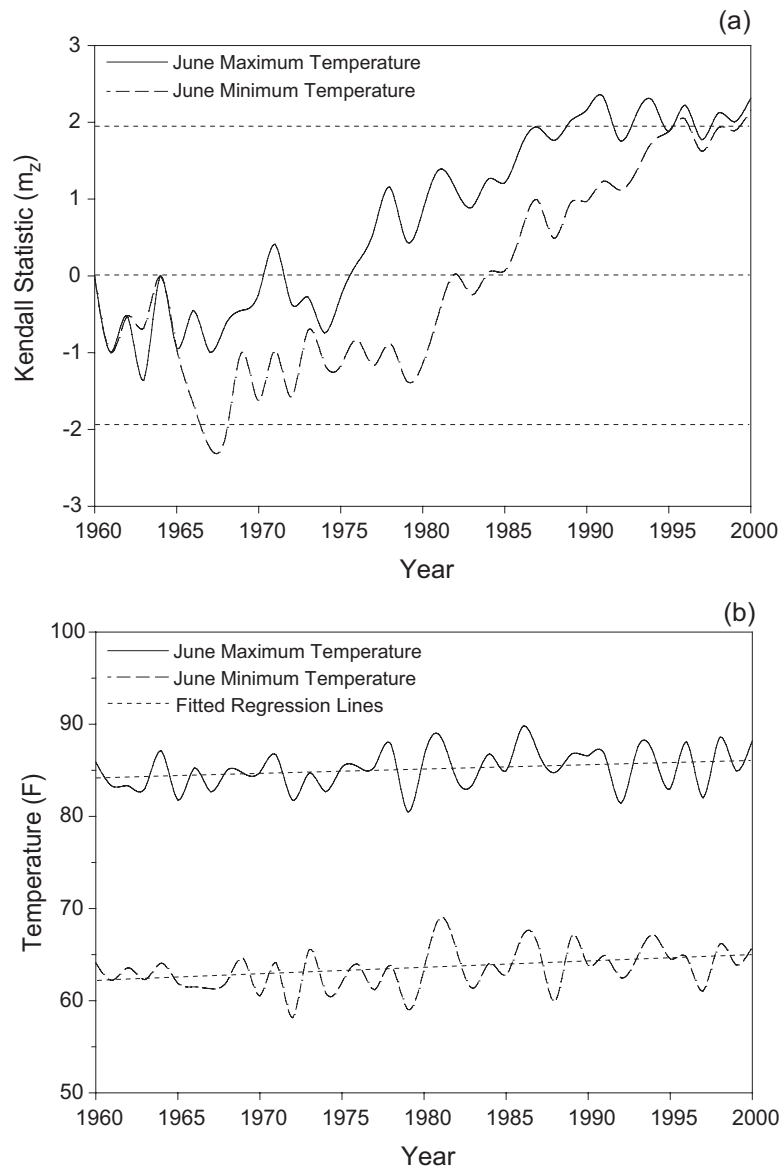 (a)
3
2
1
0
-1
-2
-3
Kendall Statistic (mz)
June Maximum Temperature
June Minimum Temperature
1960 1965 1970 1975 1980 1985 1990 1995 2000
Year
(b)
100
90
80
70
60
50
Temperature (F)
June Maximum Temperature
June Minimum Temperature
Fitted Regression Lines
1960 1965 1970 1975 1980 1985 1990 1995 2000
Year